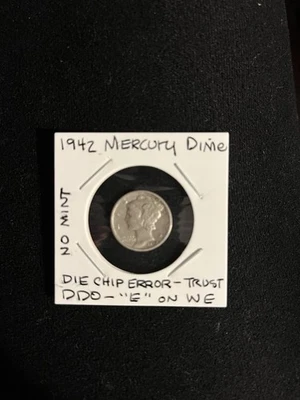 1942 MERCURY DIME
NO MINT
DIE CHIP ERROR - TRUST
DDO - "E" ON WE